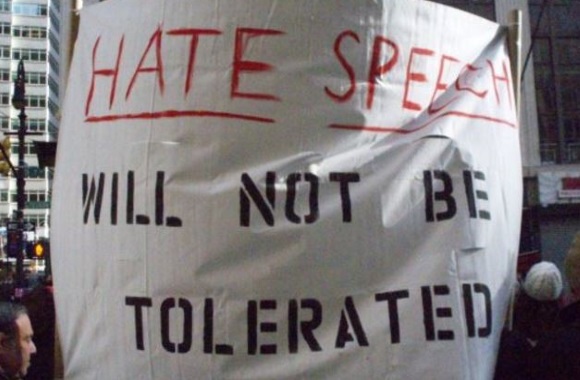 HATE SPEECH
WILL NOT BE
TOLERATED